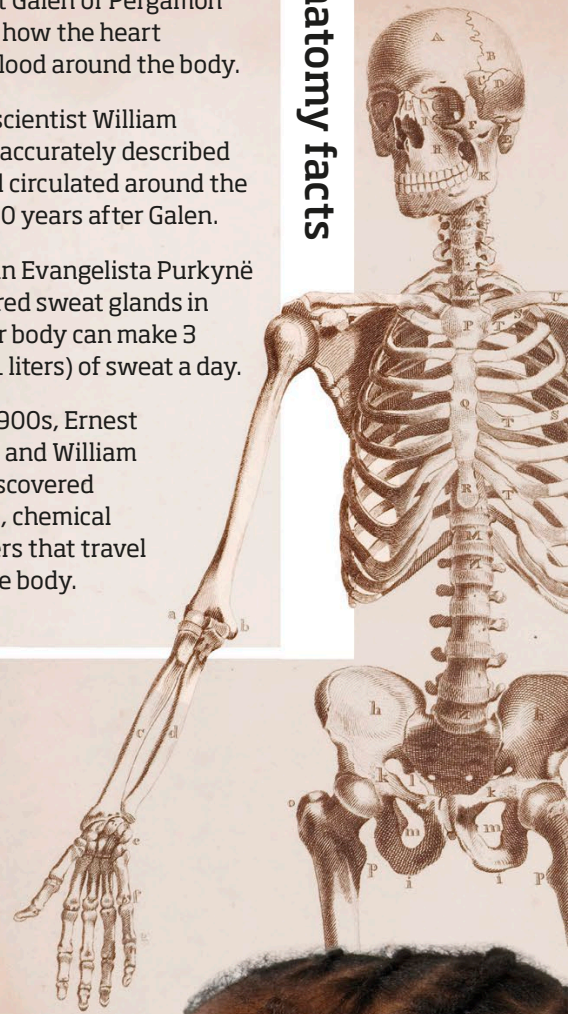 t Galen of Pergamon
how the heart
lood around the body.
scientist William
accurately described
d circulated around the
0 years after Galen.
n Evangelista Purkynë
red sweat glands in
r body can make 3
liters) of sweat a day.
900s, Ernest
and William
scovered
, chemical
ers that travel
e body.
natomy facts
A
B
C
D
F
H
K
P
T
S
Q
T
S
R
T
M
N
N
a
b
c
d
e
f
h
h
k
l
k
o
m
m
p
i
i
p